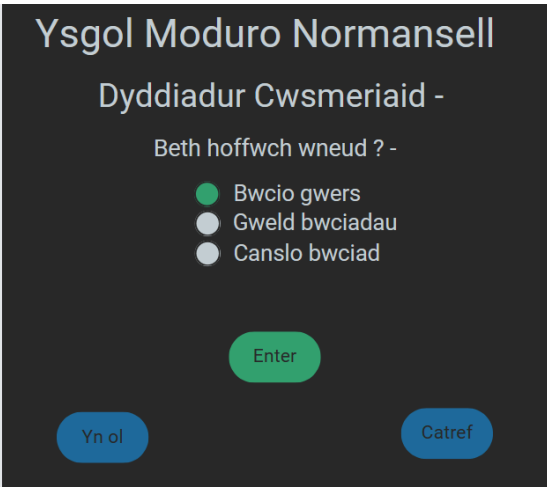 Ysgol Moduro Normansell
Dyddiadur Cwsmeriaid -
Beth hoffwch wneud ? -
Bwcio gwers
Gweld bwciadau
Canslo bwciad
Enter
Yn ol
Catref